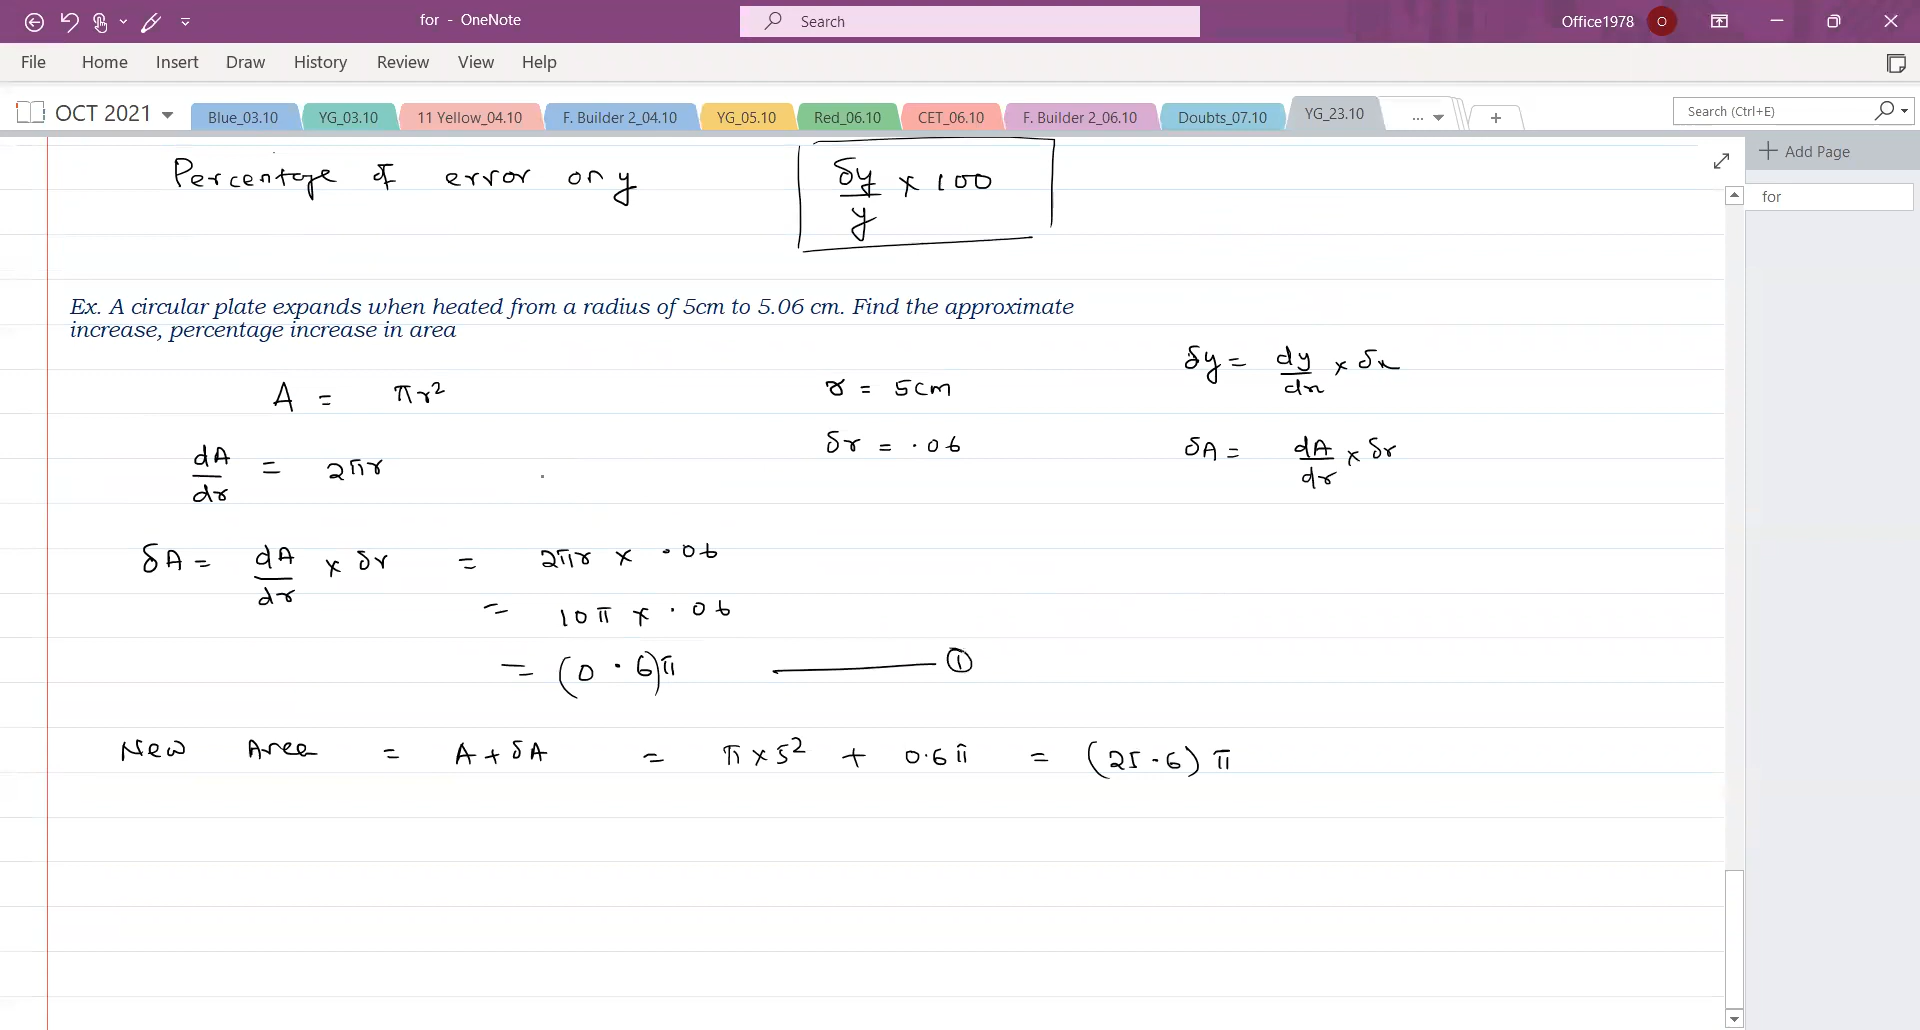 for - OneNote
Search
Office1978
O
File Home Insert Draw History Review View Help
OCT 2021
Blue_03.10 YG_03.10 11 Yellow_04.10 F. Builder 2_04.10 YG_05.10 Red_06.10 CET_06.10 F. Builder 2_06.10 Doubts_07.10 YG_23.10 ...
Search (Ctrl+E)
Add Page
for
Percentage of error on y δy/y × 100
Ex. A circular plate expands when heated from a radius of 5cm to 5.06 cm. Find the approximate
increase, percentage increase in area
δy = dy/dx × δx
A = πr² r = 5cm
δr = .06 δA = dA/dr × δr
dA/dr = 2πr
δA = dA/dr × δr = 2πr × .06
= 10π × .06
= (0.6)π ——— ①
New Area = A + δA = π × 5² + 0.6π = (25.6) π